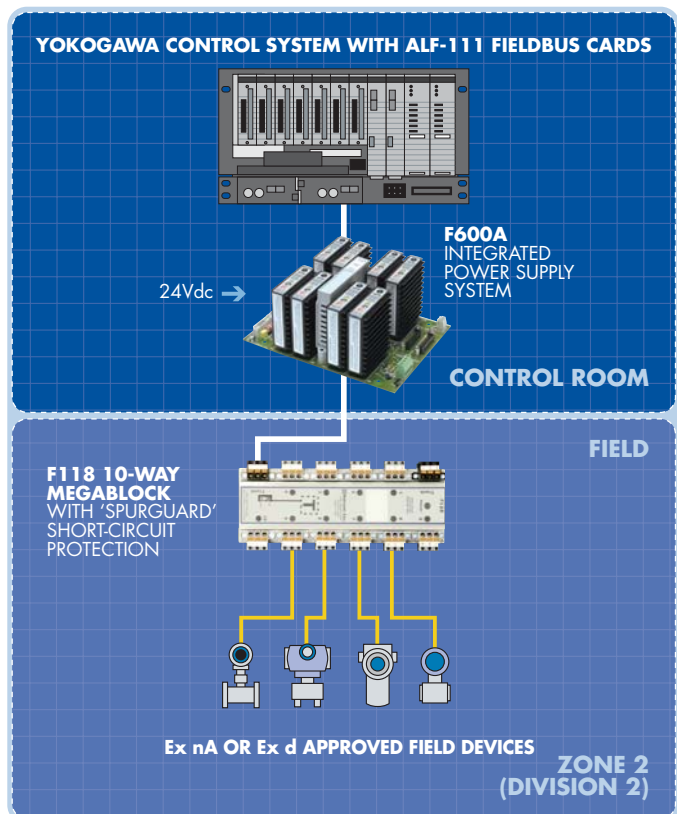 YOKOGAWA CONTROL SYSTEM WITH ALF-111 FIELDBUS CARDS
F600A
INTEGRATED
POWER SUPPLY
SYSTEM
24Vdc →
CONTROL ROOM
FIELD
F118 10-WAY
MEGABLOCK
WITH ‘SPURGUARD’
SHORT-CIRCUIT
PROTECTION
Ex nA OR Ex d APPROVED FIELD DEVICES
ZONE 2
(DIVISION 2)